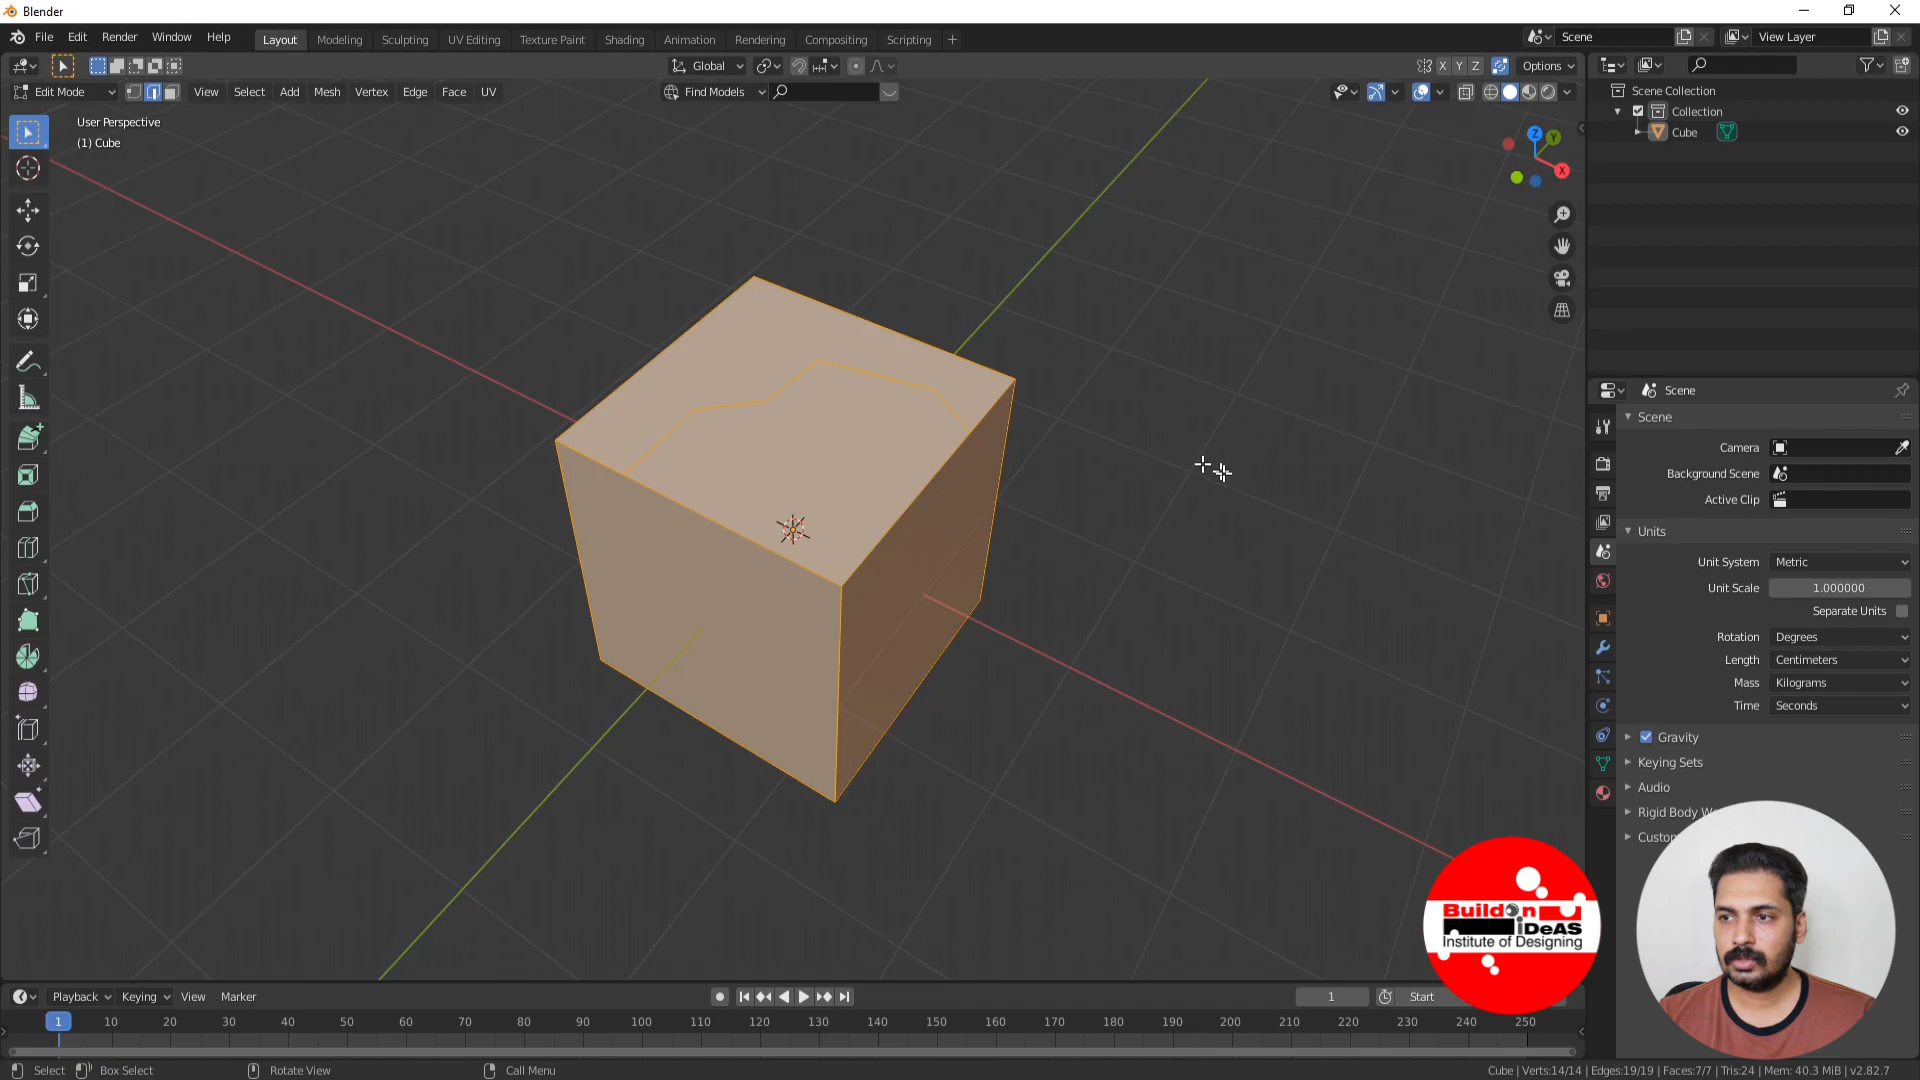 Blender
File Edit Render Window Help Layout Modeling Sculpting UV Editing Texture Paint Shading Animation Rendering Compositing Scripting + Scene View Layer
Global X Y Z Options
Edit Mode View Select Add Mesh Vertex Edge Face UV Find Models
User Perspective
(1) Cube
Z Y X
Scene Collection
Collection
Cube
Scene
Scene
Camera
Background Scene
Active Clip
Units
Unit System Metric
Unit Scale 1.000000
Separate Units
Rotation Degrees
Length Centimeters
Mass Kilograms
Time Seconds
Gravity
Keying Sets
Audio
Rigid Body
BuildOn
iDeAS
Institute of Designing
Playback Keying View Marker 1 Start
1 10 20 30 40 50 60 70 80 90 100 110 120 130 140 150 160 170 180 190 200 210 220 230 240 250
Select Box Select Rotate View Call Menu Cube | Verts:14/14 | Edges:19/19 | Faces:7/7 | Tris:24 | Mem: 40.3 MiB | v2.82.7